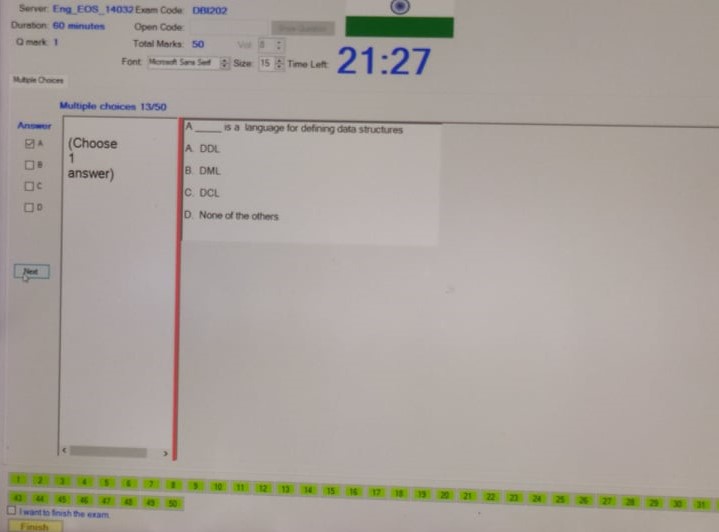 Server: Eng_EOS_14032 Exam Code: DBI202
Duration: 60 minutes Open Code:
Q mark: 1 Total Marks: 50 Vol 8
Font: Microsoft Sans Serif Size: 15 Time Left: 21:27
Multiple Choices
Multiple choices 13/50
Answer
A
B
C
D
Next
(Choose
1
answer)
A_____ is a language for defining data structures
A. DDL
B. DML
C. DCL
D. None of the others
1 2 3 4 5 6 7 8 9 10 11 12 13 14 15 16 17 18 19 20 21 22 23 24 25 26 27 28 29 30 31
43 44 45 46 47 48 49 50
I want to finish the exam.
Finish